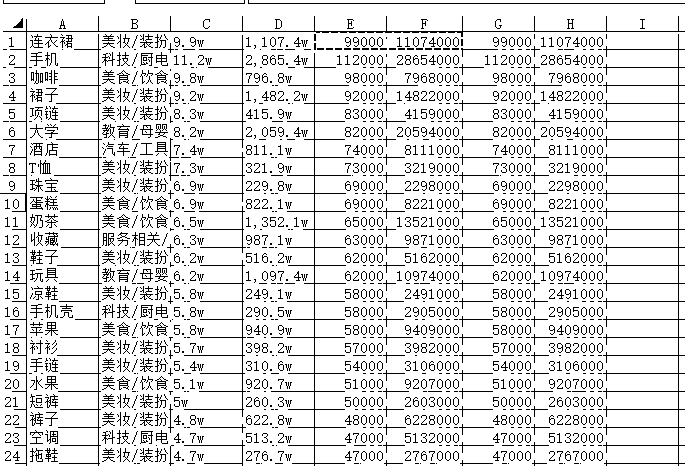 A B C D E F G H I
1 连衣裙 美妆/装扮 9.9w 1,107.4w 99000 11074000 99000 11074000
2 手机 科技/厨电 11.2w 2,865.4w 112000 28654000 112000 28654000
3 咖啡 美食/饮食 9.8w 796.8w 98000 7968000 98000 7968000
4 裙子 美妆/装扮 9.2w 1,482.2w 92000 14822000 92000 14822000
5 项链 美妆/装扮 8.3w 415.9w 83000 4159000 83000 4159000
6 大学 教育/母婴 8.2w 2,059.4w 82000 20594000 82000 20594000
7 酒店 汽车/工具 7.4w 811.1w 74000 8111000 74000 8111000
8 T恤 美妆/装扮 7.3w 321.9w 73000 3219000 73000 3219000
9 珠宝 美妆/装扮 6.9w 229.8w 69000 2298000 69000 2298000
10 蛋糕 美食/饮食 6.9w 822.1w 69000 8221000 69000 8221000
11 奶茶 美食/饮食 6.5w 1,352.1w 65000 13521000 65000 13521000
12 收藏 服务相关/ 6.3w 987.1w 63000 9871000 63000 9871000
13 鞋子 美妆/装扮 6.2w 516.2w 62000 5162000 62000 5162000
14 玩具 教育/母婴 6.2w 1,097.4w 62000 10974000 62000 10974000
15 凉鞋 美妆/装扮 5.8w 249.1w 58000 2491000 58000 2491000
16 手机壳 科技/厨电 5.8w 290.5w 58000 2905000 58000 2905000
17 苹果 美食/饮食 5.8w 940.9w 58000 9409000 58000 9409000
18 衬衫 美妆/装扮 5.7w 398.2w 57000 3982000 57000 3982000
19 手链 美妆/装扮 5.4w 310.6w 54000 3106000 54000 3106000
20 水果 美食/饮食 5.1w 920.7w 51000 9207000 51000 9207000
21 短裤 美妆/装扮 5w 260.3w 50000 2603000 50000 2603000
22 裤子 美妆/装扮 4.8w 622.8w 48000 6228000 48000 6228000
23 空调 科技/厨电 4.7w 513.2w 47000 5132000 47000 5132000
24 拖鞋 美妆/装扮 4.7w 276.7w 47000 2767000 47000 2767000